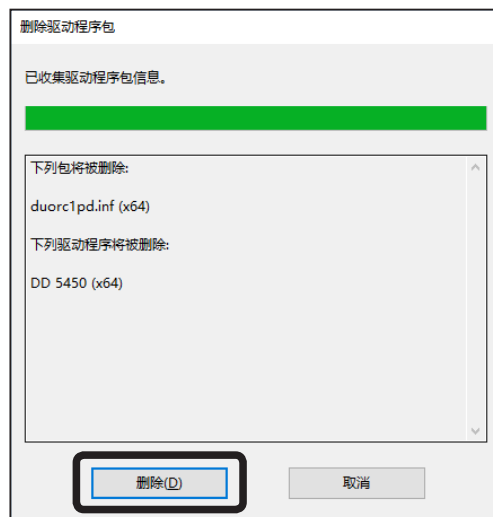 删除驱动程序包
已收集驱动程序包信息。
下列包将被删除:
duorc1pd.inf (x64)
下列驱动程序将被删除:
DD 5450 (x64)
删除(D)
取消